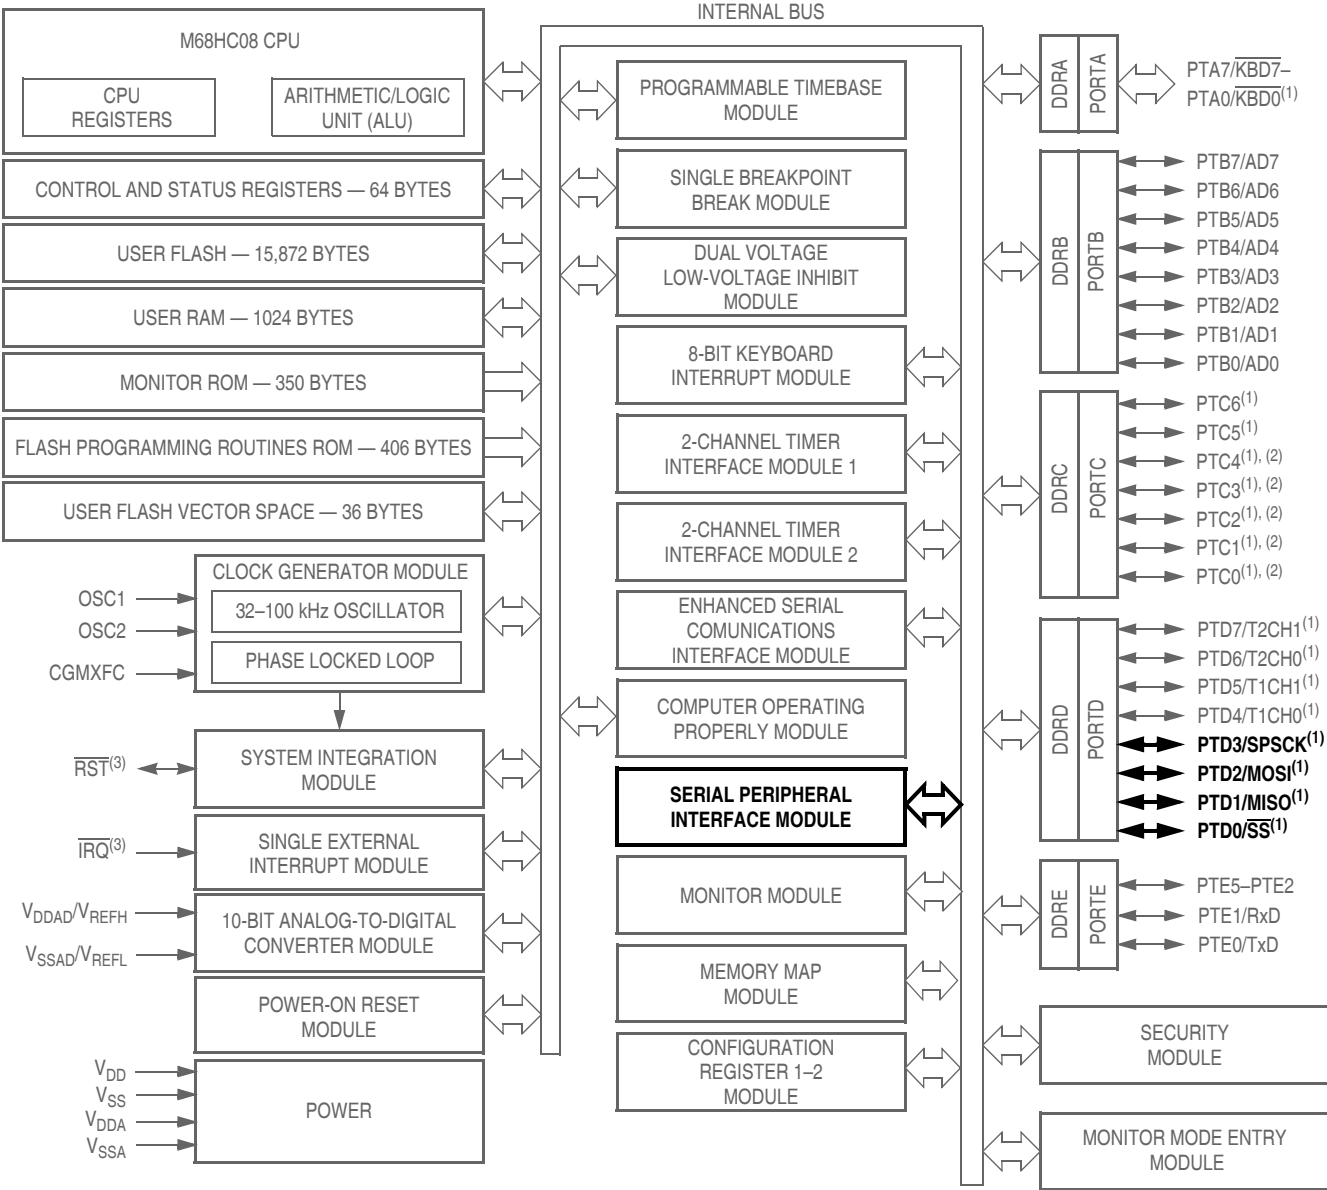 INTERNAL BUS
M68HC08 CPU
CPU
REGISTERS
ARITHMETIC/LOGIC
UNIT (ALU)
CONTROL AND STATUS REGISTERS — 64 BYTES
USER FLASH — 15,872 BYTES
USER RAM — 1024 BYTES
MONITOR ROM — 350 BYTES
FLASH PROGRAMMING ROUTINES ROM — 406 BYTES
USER FLASH VECTOR SPACE — 36 BYTES
CLOCK GENERATOR MODULE
32–100 kHz OSCILLATOR
PHASE LOCKED LOOP
OSC1
OSC2
CGMXFC
SYSTEM INTEGRATION
MODULE
RST(3)
SINGLE EXTERNAL
INTERRUPT MODULE
IRQ(3)
10-BIT ANALOG-TO-DIGITAL
CONVERTER MODULE
VDDAD/VREFH
VSSAD/VREFL
POWER-ON RESET
MODULE
POWER
VDD
VSS
VDDA
VSSA
PROGRAMMABLE TIMEBASE
MODULE
SINGLE BREAKPOINT
BREAK MODULE
DUAL VOLTAGE
LOW-VOLTAGE INHIBIT
MODULE
8-BIT KEYBOARD
INTERRUPT MODULE
2-CHANNEL TIMER
INTERFACE MODULE 1
2-CHANNEL TIMER
INTERFACE MODULE 2
ENHANCED SERIAL
COMUNICATIONS
INTERFACE MODULE
COMPUTER OPERATING
PROPERLY MODULE
SERIAL PERIPHERAL
INTERFACE MODULE
MONITOR MODULE
MEMORY MAP
MODULE
CONFIGURATION
REGISTER 1–2
MODULE
DDRA
PORTA
PTA7/KBD7–
PTA0/KBD0(1)
DDRB
PORTB
PTB7/AD7
PTB6/AD6
PTB5/AD5
PTB4/AD4
PTB3/AD3
PTB2/AD2
PTB1/AD1
PTB0/AD0
DDRC
PORTC
PTC6(1)
PTC5(1)
PTC4(1), (2)
PTC3(1), (2)
PTC2(1), (2)
PTC1(1), (2)
PTC0(1), (2)
DDRD
PORTD
PTD7/T2CH1(1)
PTD6/T2CH0(1)
PTD5/T1CH1(1)
PTD4/T1CH0(1)
PTD3/SPSCK(1)
PTD2/MOSI(1)
PTD1/MISO(1)
PTD0/SS(1)
DDRE
PORTE
PTE5–PTE2
PTE1/RxD
PTE0/TxD
SECURITY
MODULE
MONITOR MODE ENTRY
MODULE